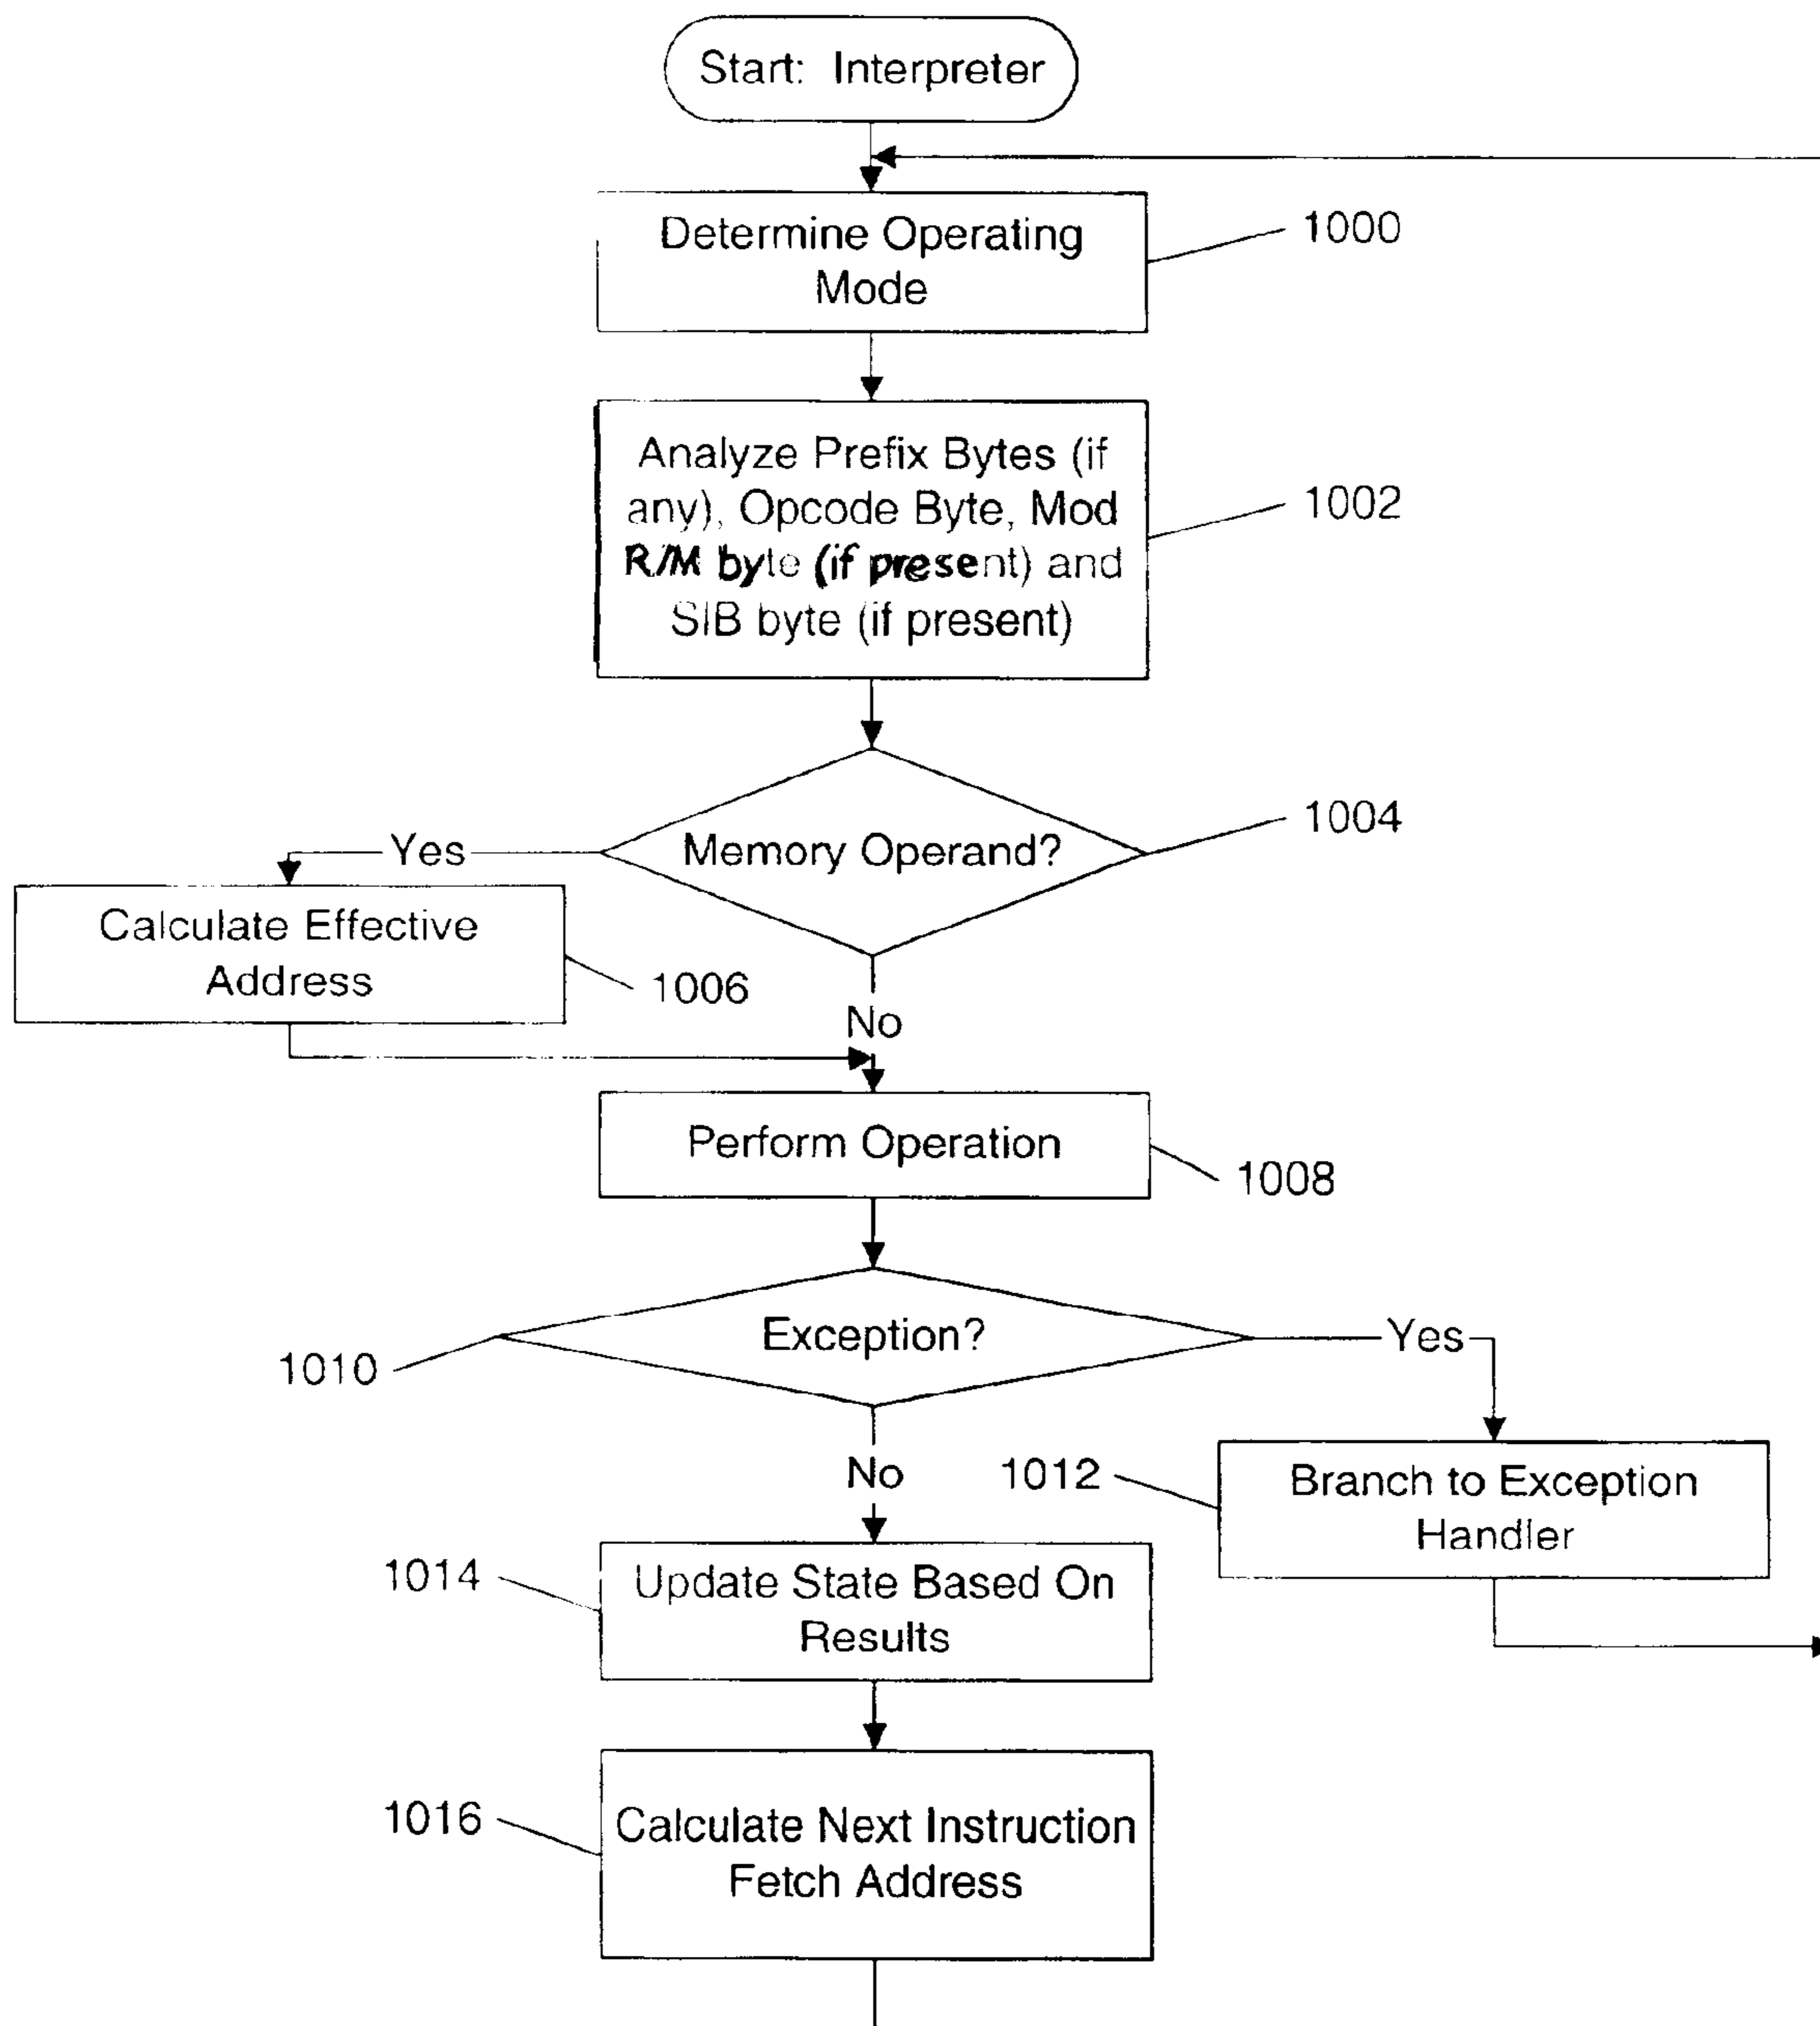 Start: Interpreter
Determine Operating
Mode
1000
Analyze Prefix Bytes (if
any), Opcode Byte, Mod
R/M byte (if present) and
SIB byte (if present)
1002
Memory Operand?
1004
Yes
Calculate Effective
Address
1006
No
Perform Operation
1008
Exception?
1010
Yes
No
1012
Branch to Exception
Handler
1014
Update State Based On
Results
1016
Calculate Next Instruction
Fetch Address